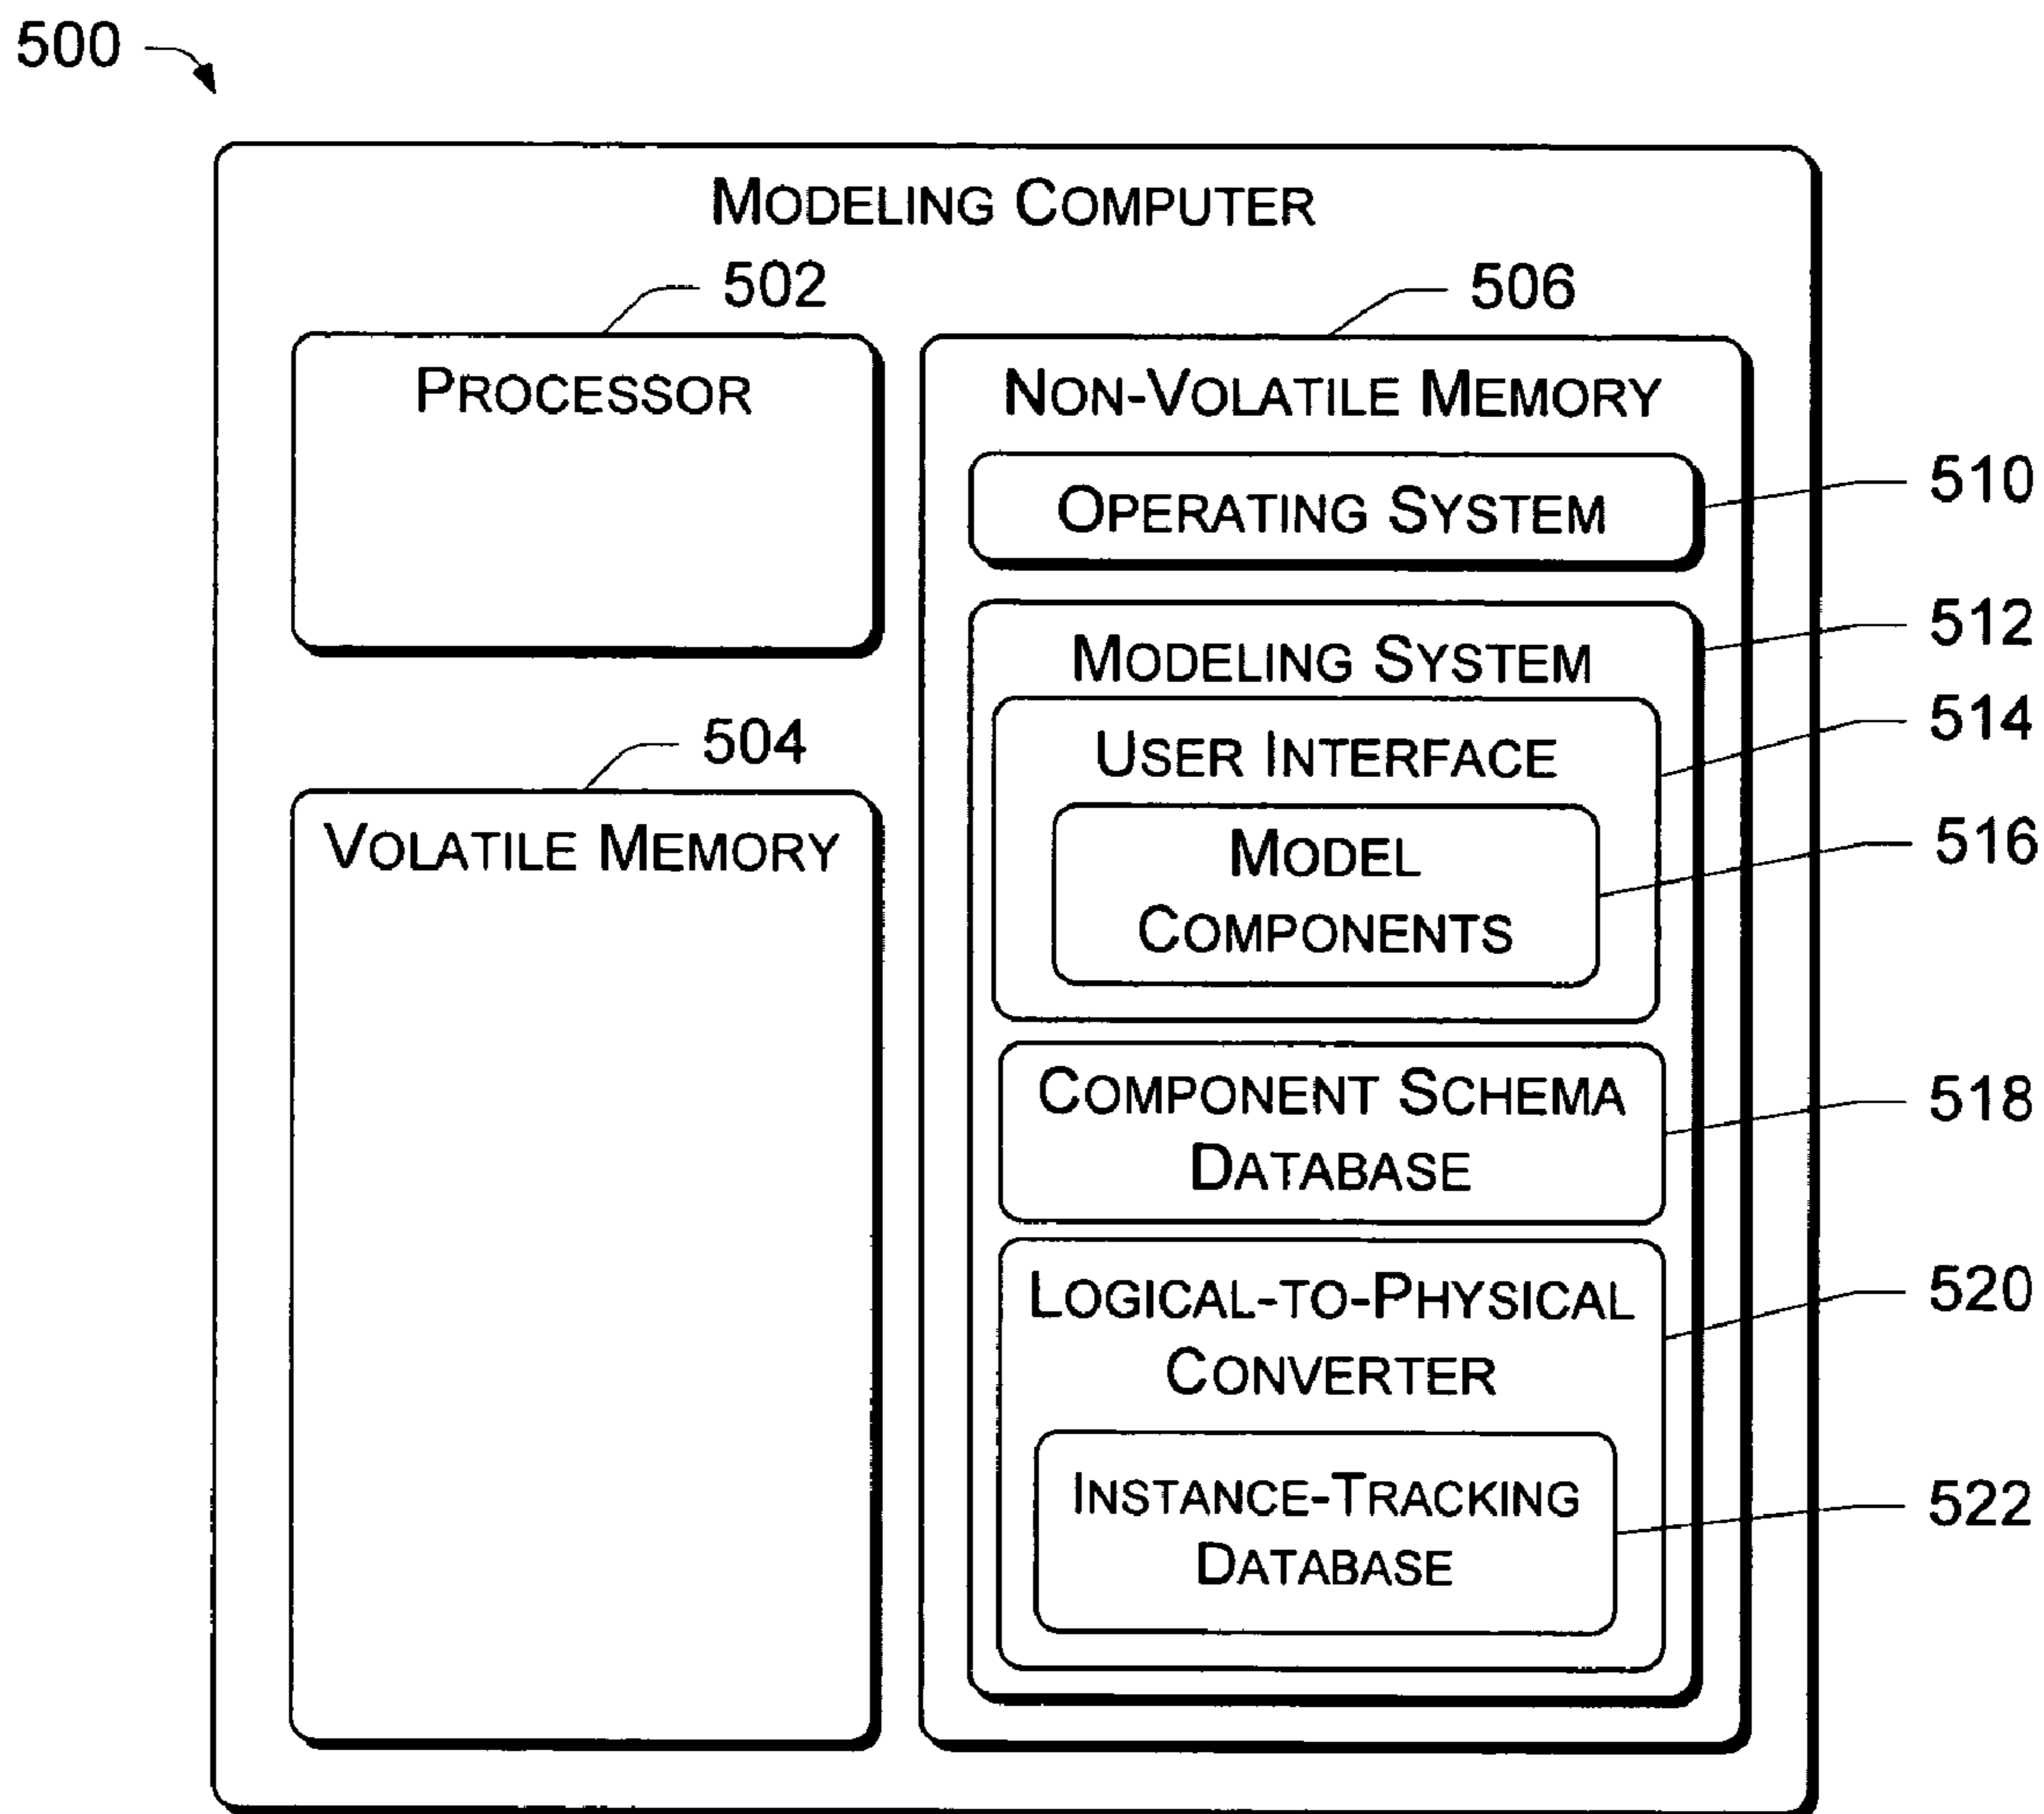 500
MODELING COMPUTER
502
PROCESSOR
504
VOLATILE MEMORY
506
NON-VOLATILE MEMORY
OPERATING SYSTEM
510
MODELING SYSTEM
512
USER INTERFACE
514
MODEL
COMPONENTS
516
COMPONENT SCHEMA
DATABASE
518
LOGICAL-TO-PHYSICAL
CONVERTER
520
INSTANCE-TRACKING
DATABASE
522